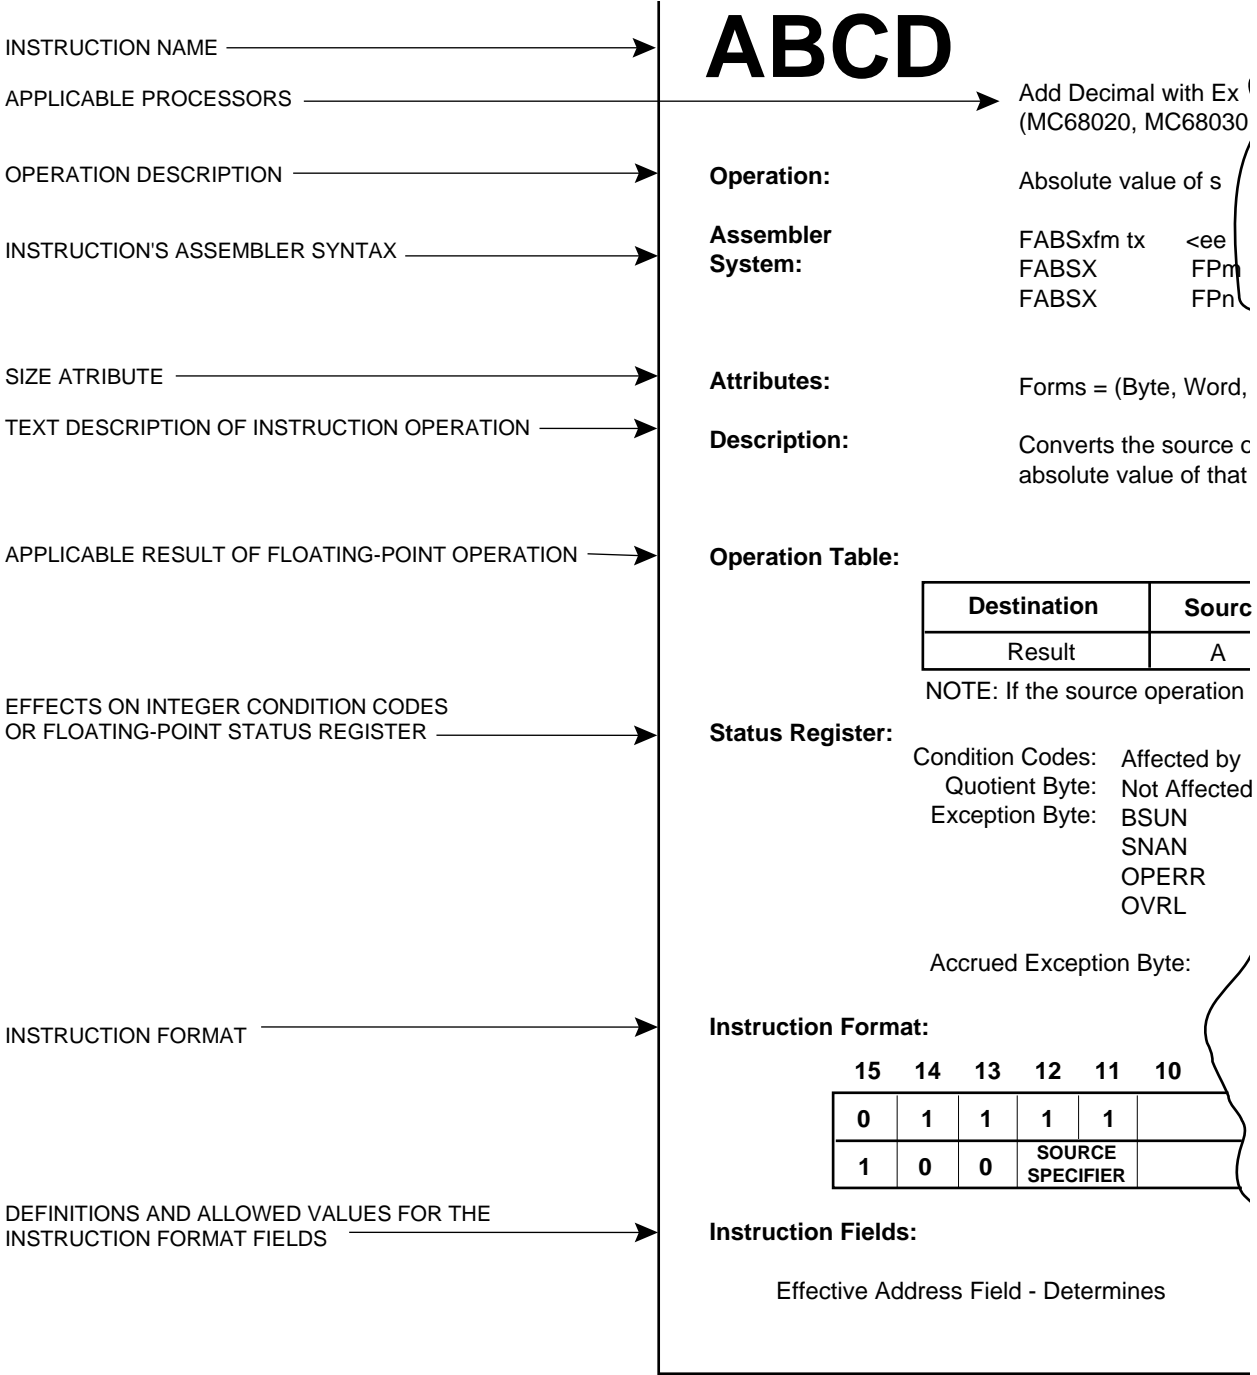 INSTRUCTION NAME
ABCD
APPLICABLE PROCESSORS
Add Decimal with Ex
(MC68020, MC68030
OPERATION DESCRIPTION
Operation:
Absolute value of s
INSTRUCTION'S ASSEMBLER SYNTAX
Assembler
System:
FABSxfm tx <ee
FABSX FPm
FABSX FPn
SIZE ATRIBUTE
Attributes:
Forms = (Byte, Word,
TEXT DESCRIPTION OF INSTRUCTION OPERATION
Description:
Converts the source o
absolute value of that
APPLICABLE RESULT OF FLOATING-POINT OPERATION
Operation Table:
Destination Sourc
Result A
NOTE: If the source operation
EFFECTS ON INTEGER CONDITION CODES
OR FLOATING-POINT STATUS REGISTER
Status Register:
Condition Codes: Affected by
Quotient Byte: Not Affected
Exception Byte: BSUN
SNAN
OPERR
OVRL
Accrued Exception Byte:
INSTRUCTION FORMAT
Instruction Format:
15 14 13 12 11 10
0 1 1 1 1
1 0 0 SOURCE
SPECIFIER
DEFINITIONS AND ALLOWED VALUES FOR THE
INSTRUCTION FORMAT FIELDS
Instruction Fields:
Effective Address Field - Determines